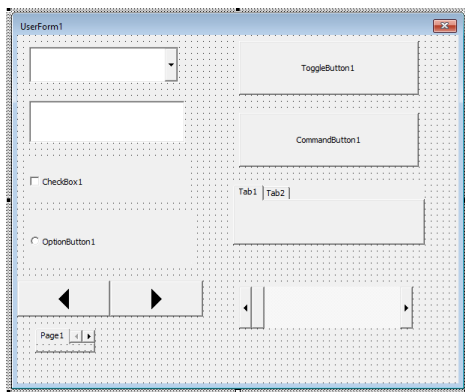 UserForm1
ToggleButton1
CommandButton1
CheckBox1
Tab1 Tab2
OptionButton1
Page1